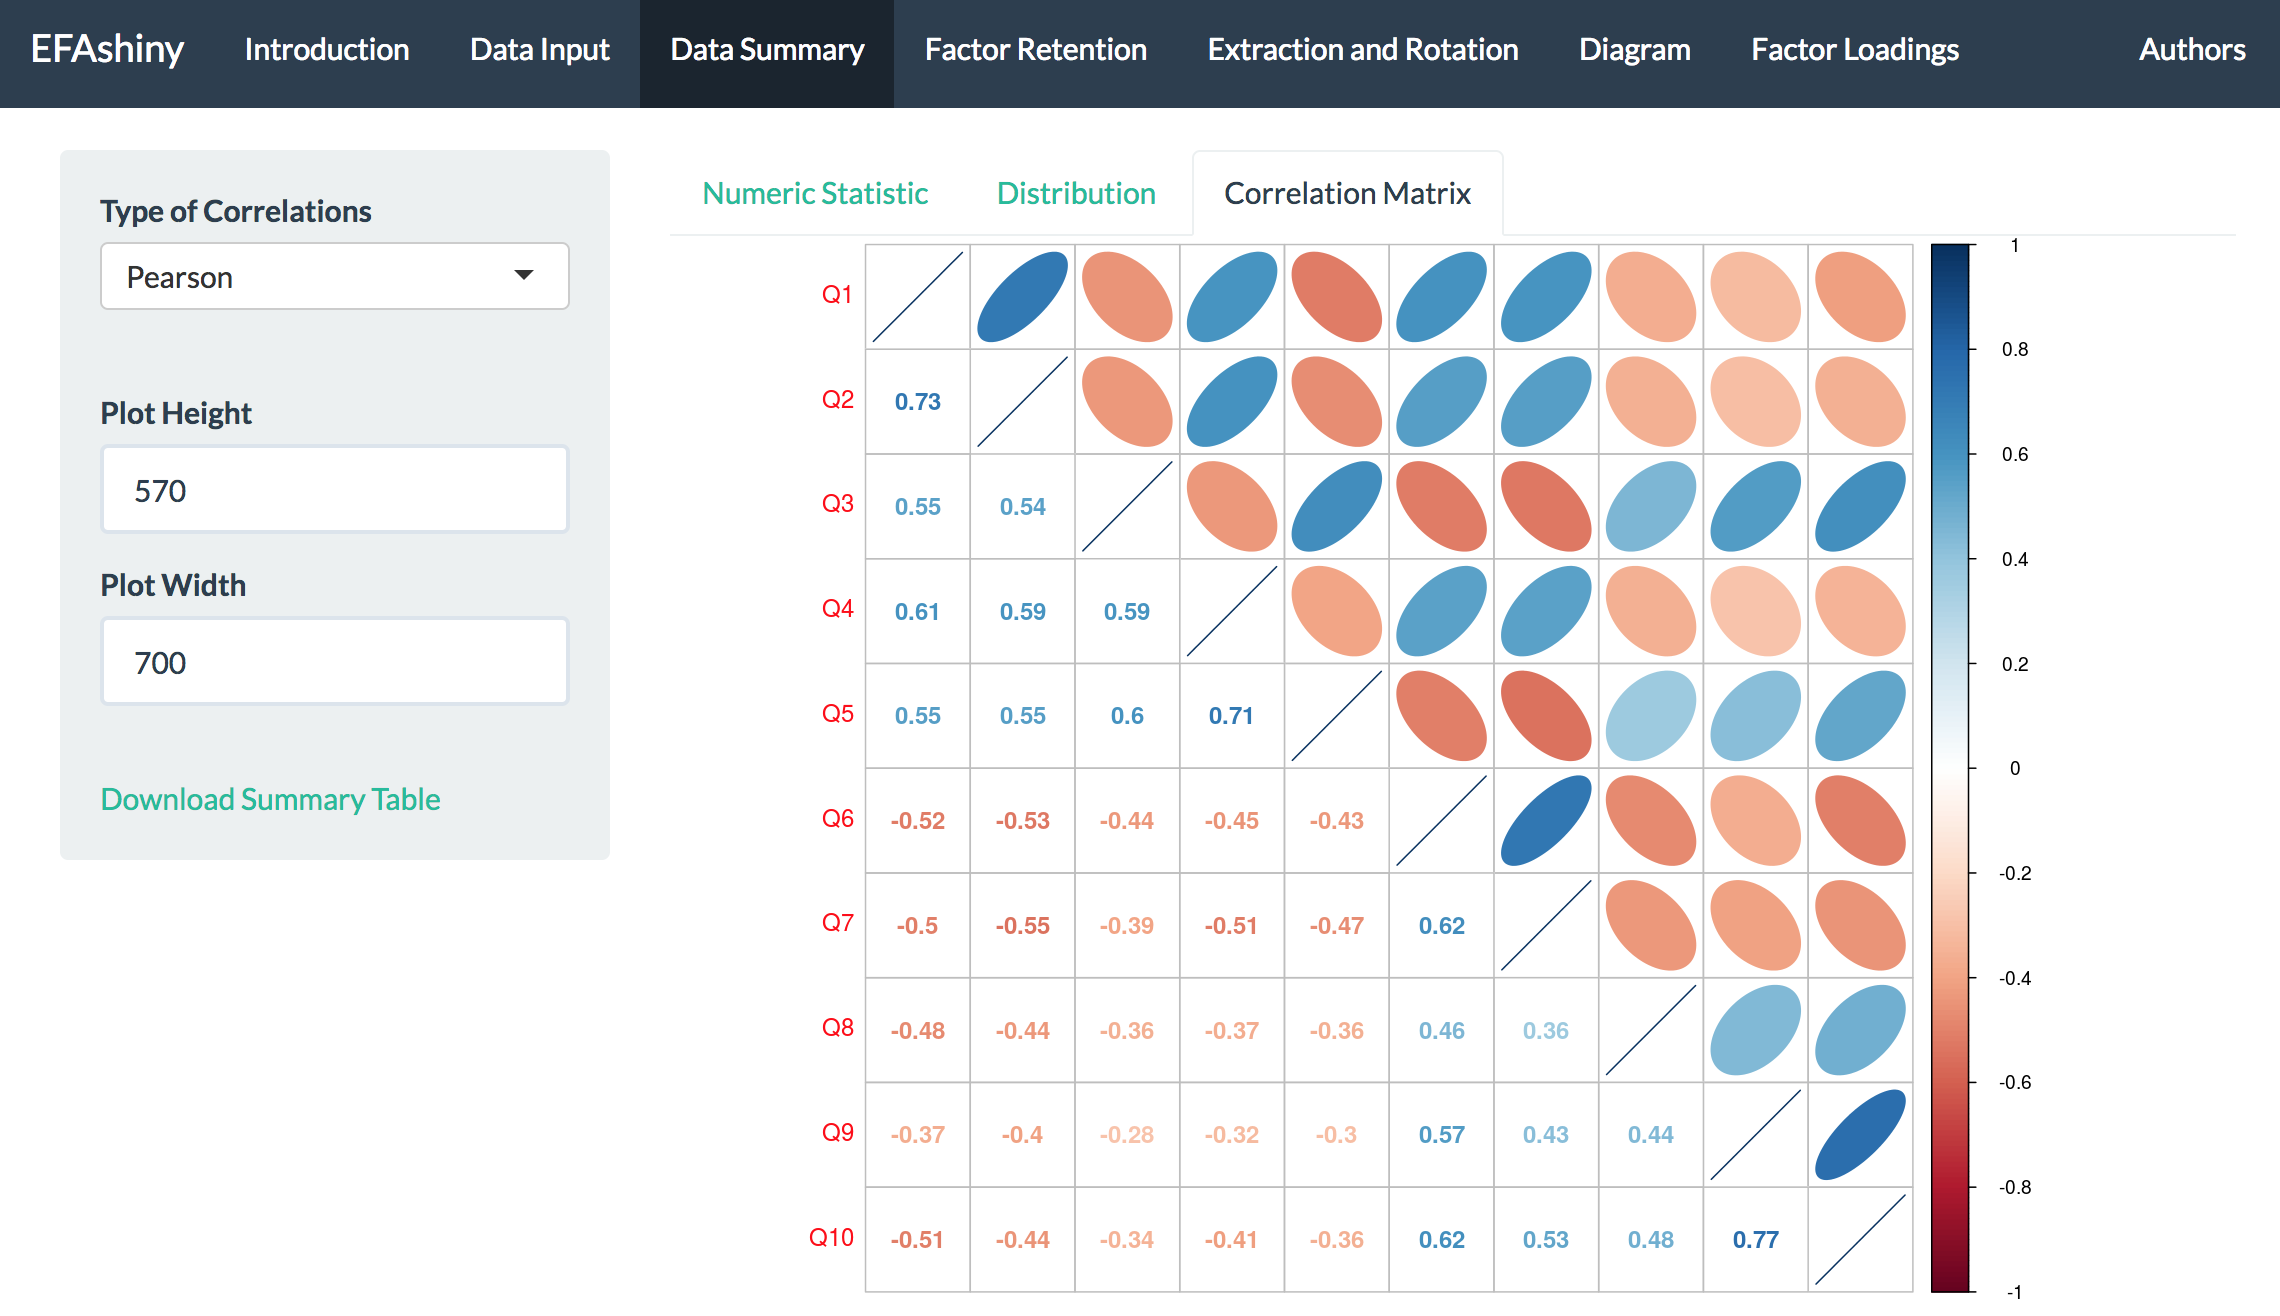 EFAshiny Introduction Data Input Data Summary Factor Retention Extraction and Rotation Diagram Factor Loadings Authors
Type of Correlations
Pearson
Plot Height
570
Plot Width
700
Download Summary Table
Numeric Statistic Distribution Correlation Matrix
Q1
Q2 0.73
Q3 0.55 0.54
Q4 0.61 0.59 0.59
Q5 0.55 0.55 0.6 0.71
Q6 -0.52 -0.53 -0.44 -0.45 -0.43
Q7 -0.5 -0.55 -0.39 -0.51 -0.47 0.62
Q8 -0.48 -0.44 -0.36 -0.37 -0.36 0.46 0.36
Q9 -0.37 -0.4 -0.28 -0.32 -0.3 0.57 0.43 0.44
Q10 -0.51 -0.44 -0.34 -0.41 -0.36 0.62 0.53 0.48 0.77
1
0.8
0.6
0.4
0.2
0
-0.2
-0.4
-0.6
-0.8
-1